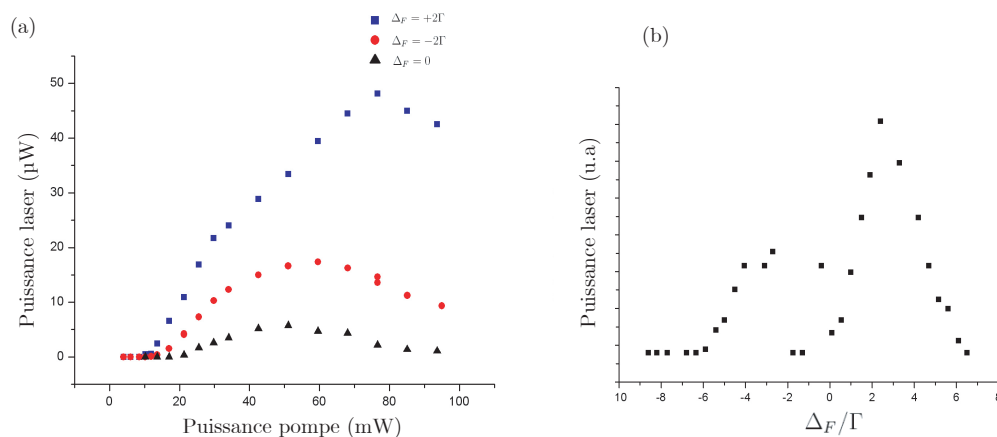 (a)
Δ_F = +2Γ
Δ_F = −2Γ
Δ_F = 0
Puissance laser (µW)
50
40
30
20
10
0
0 20 40 60 80 100
Puissance pompe (mW)
(b)
Puissance laser (u.a)
10 -8 -6 -4 -2 0 2 4 6 8
Δ_F/Γ